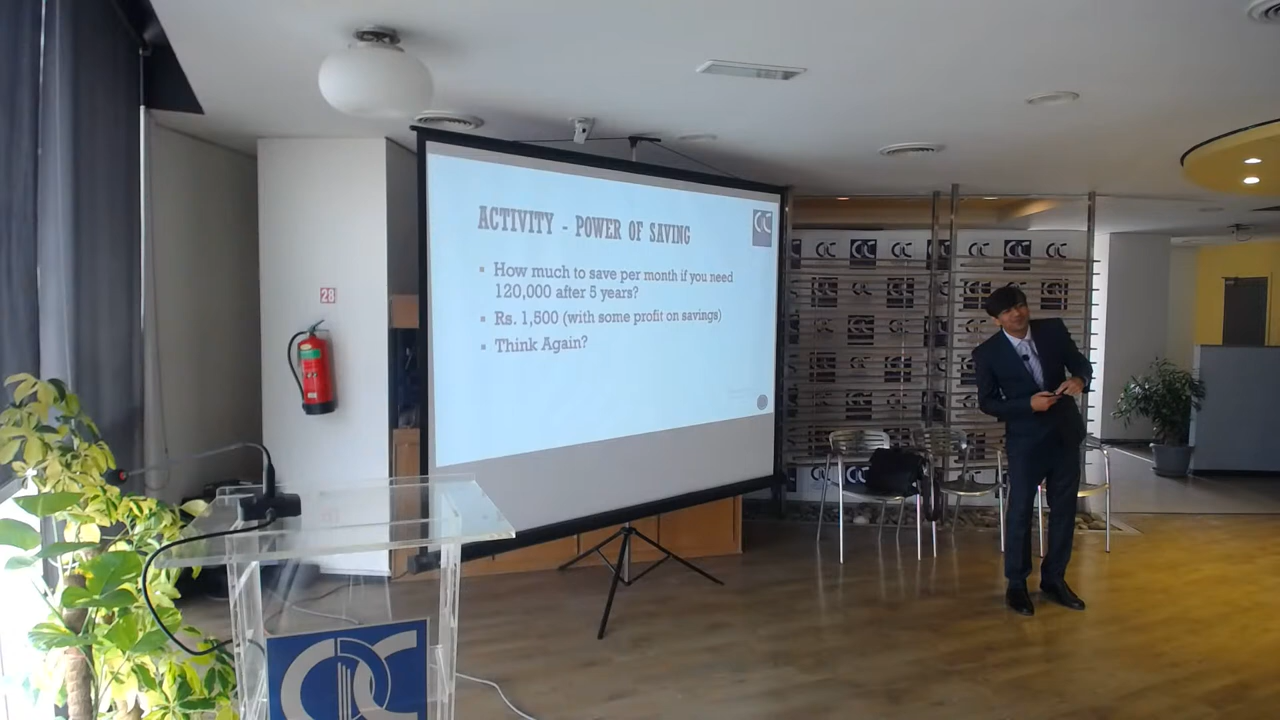 ACTIVITY - POWER OF SAVING
▪ How much to save per month if you need
120,000 after 5 years?
▪ Rs. 1,500 (with some profit on savings)
▪ Think Again?
28